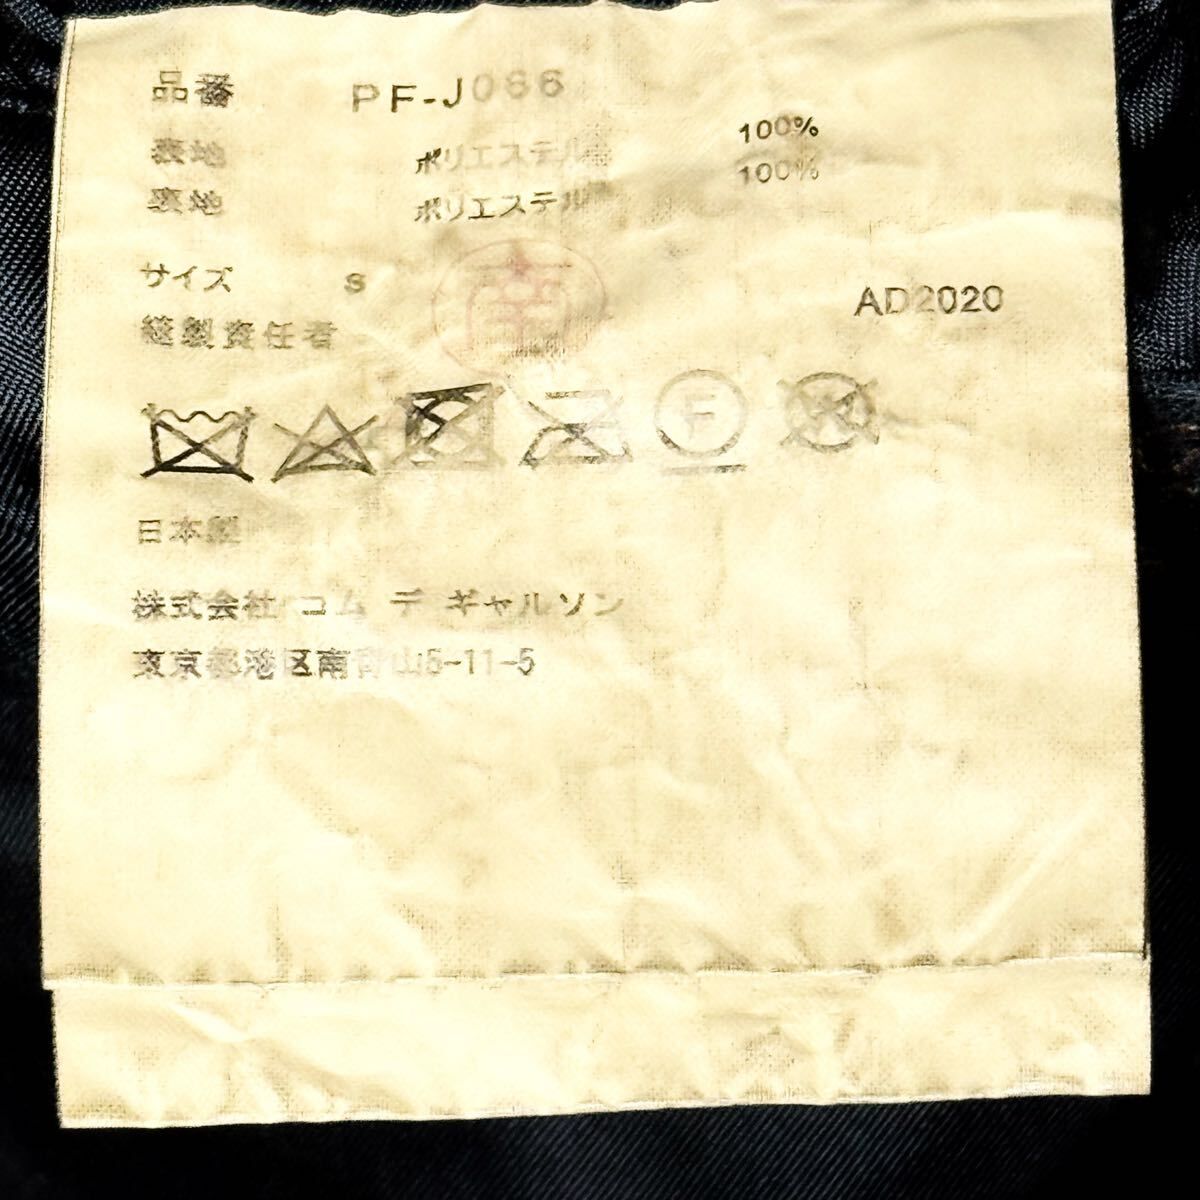 品番 PF-J066
表地 ポリエステル 100%
裏地 ポリエステル 100%
サイズ S
幸
AD2020
縫製責任者
F
W
日本製
株式会社 コム デ ギャルソン
東京都港区南青山5-11-5